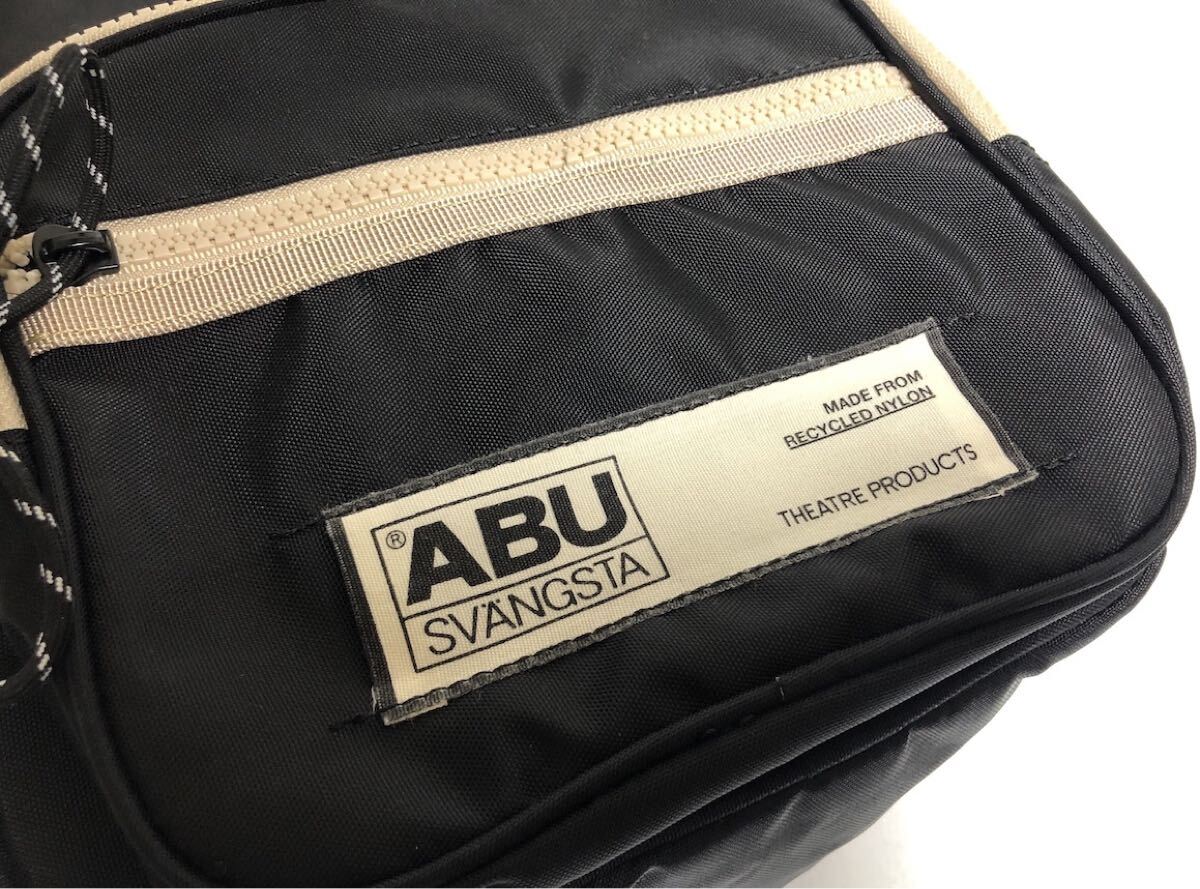 ® ABU
SVÄNGSTA
MADE FROM
RECYCLED NYLON
THEATRE PRODUCTS